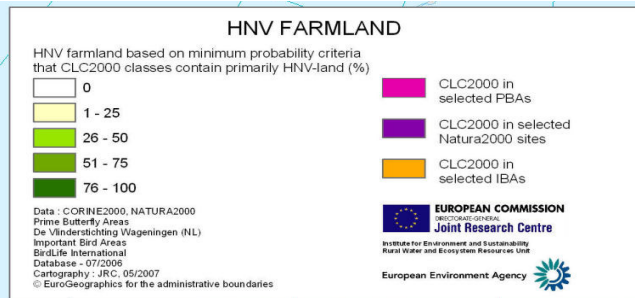 HNV FARMLAND
HNV farmland based on minimum probability criteria
that CLC2000 classes contain primarily HNV-land (%)
0
1 - 25
26 - 50
51 - 75
76 - 100
CLC2000 in
selected PBAs
CLC2000 in selected
Natura2000 sites
CLC2000 in
selected IBAs
Data : CORINE2000, NATURA2000
Prime Butterfly Areas
De Vlinderstichting Wageningen (NL)
Important Bird Areas
BirdLife International
Database - 07/2006
Cartography : JRC, 05/2007
© EuroGeographics for the administrative boundaries
EUROPEAN COMMISSION
DIRECTORATE-GENERAL
Joint Research Centre
Institute for Environment and Sustainability
Rural Water and Ecosystem Resources Unit
European Environment Agency